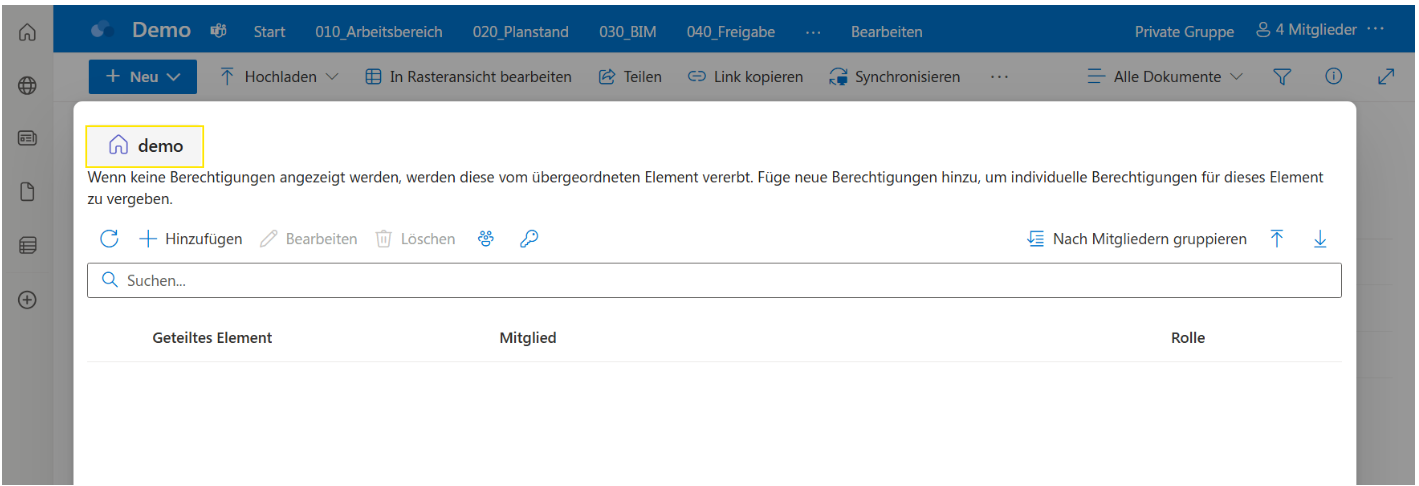 Demo Start 010_Arbeitsbereich 020_Planstand 030_BIM 040_Freigabe ··· Bearbeiten Private Gruppe 4 Mitglieder ···
+ Neu Hochladen In Rasteransicht bearbeiten Teilen Link kopieren Synchronisieren ··· Alle Dokumente
demo
Wenn keine Berechtigungen angezeigt werden, werden diese vom übergeordneten Element vererbt. Füge neue Berechtigungen hinzu, um individuelle Berechtigungen für dieses Element
zu vergeben.
Hinzufügen Bearbeiten Löschen Nach Mitgliedern gruppieren
Suchen...
Geteiltes Element Mitglied Rolle